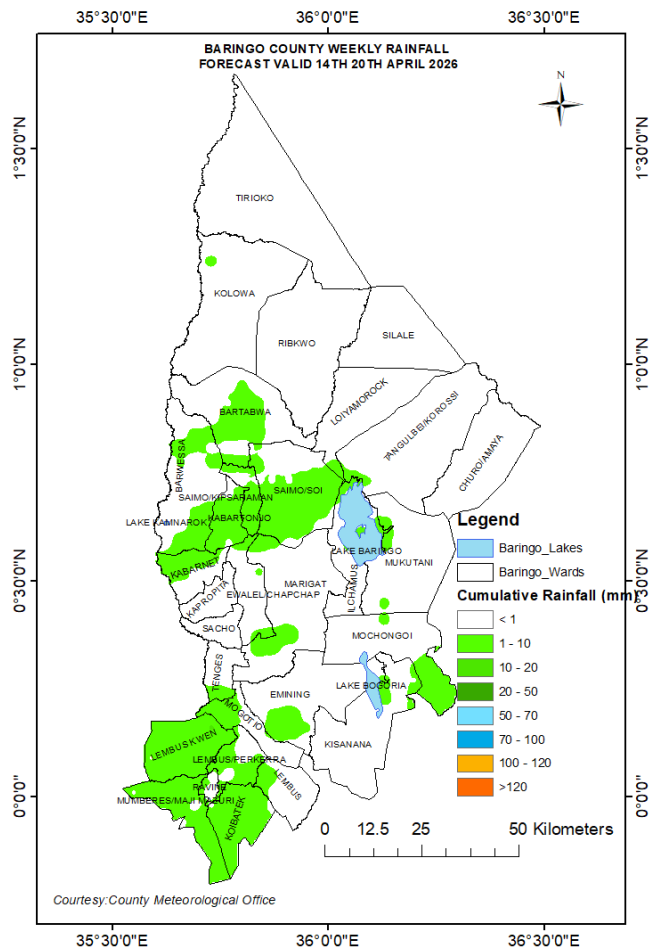 35°30'0"E 36°0'0"E 36°30'0"E
BARINGO COUNTY WEEKLY RAINFALL
FORECAST VALID 14TH 20TH APRIL 2026
N
1°30'0"N 1°30'0"N
TIRIOKO
KOLOWA
RIBKWO
SILALE
1°0'0"N 1°0'0"N
LOIYAMOROCK
BARTABWA
TANGULBEI/KOROSSI
CHURO/AMAYA
BARWESSA
SAIMO/KIPSARAMAN
SAIMO/SOI
LAKE KAMNAROK
KABARTONJO
LAKE BARINGO
MUKUTANI
KABARNET
KAPROPITA
EWALEL/CHAPCHAP
MARIGAT
ILCHAMUS
0°30'0"N 0°30'0"N
SACHO
MOCHONGOI
TENGES
EMINING
LAKE BOGORIA
MOGOTIO
KISANANA
LEMBUS KWEN
LEMBUS/PERKERRA
LEMBUS
RAVINE
MUMBERES/MAJI MAZURI
KOIBATEK
0°0'0" 0°0'0"
Legend
Baringo_Lakes
Baringo_Wards
Cumulative Rainfall (mm)
< 1
1 - 10
10 - 20
20 - 50
50 - 70
70 - 100
100 - 120
>120
0 12.5 25 50 Kilometers
Courtesy:County Meteorological Office
35°30'0"E 36°0'0"E 36°30'0"E